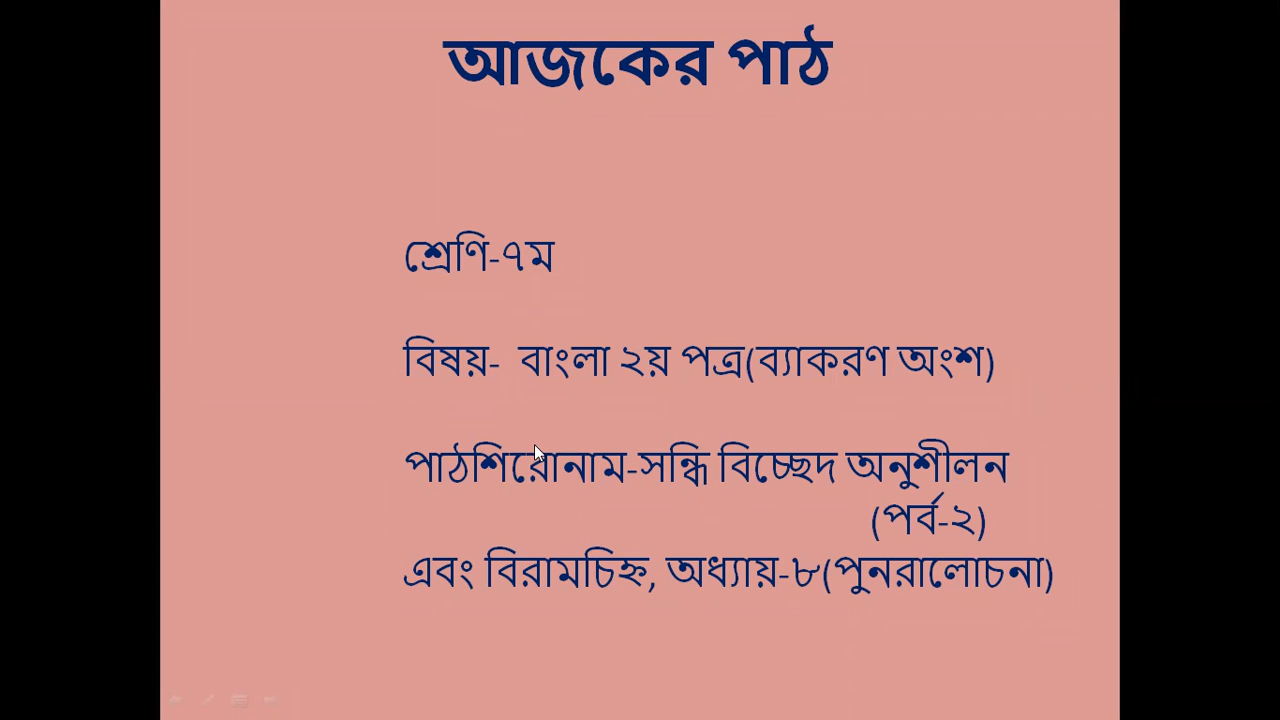 আজকের পাঠ
শ্রেণি-৭ম
বিষয়- বাংলা ২য় পত্র(ব্যাকরণ অংশ)
পাঠশিরোনাম-সন্ধি বিচ্ছেদ অনুশীলন
(পর্ব-২)
এবং বিরামচিহ্ন, অধ্যায়-৮(পুনরালোচনা)